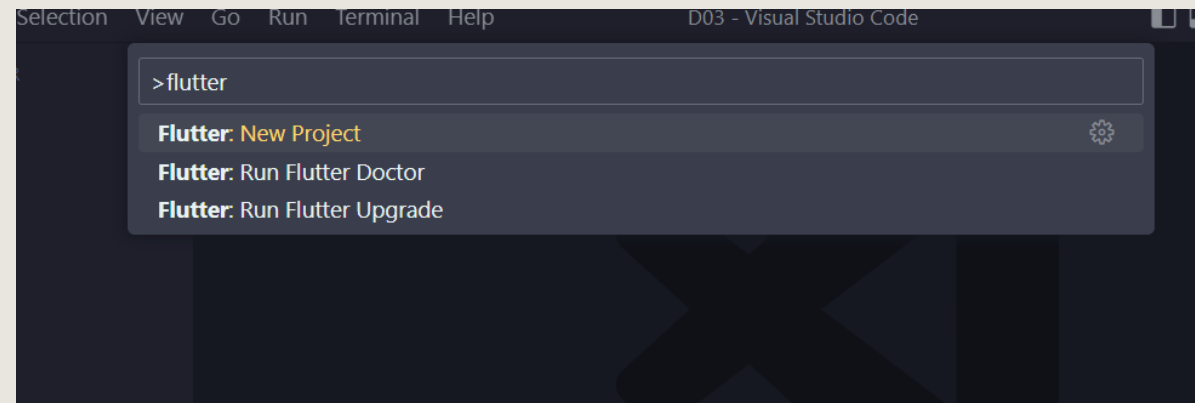 Selection View Go Run Terminal Help D03 - Visual Studio Code
>flutter
Flutter: New Project
Flutter: Run Flutter Doctor
Flutter: Run Flutter Upgrade